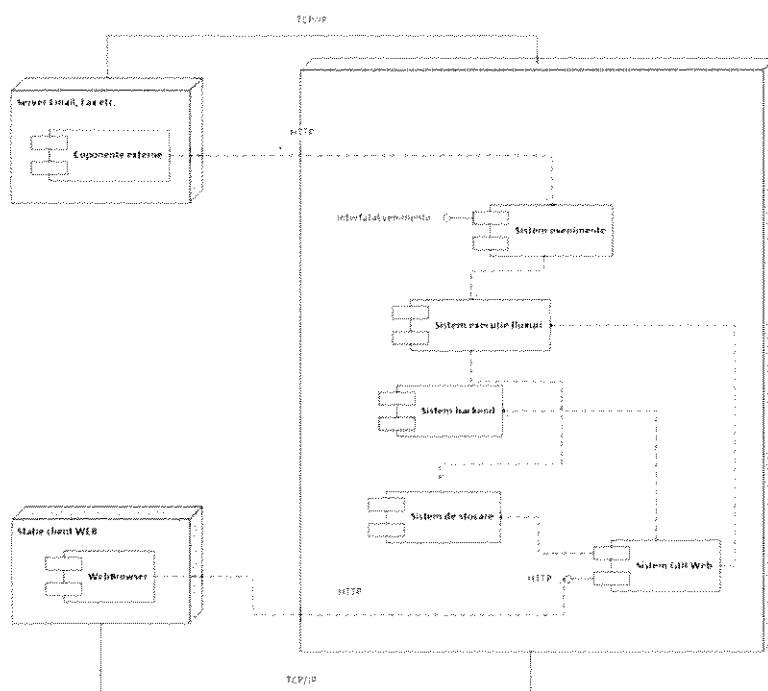 TCP/IP
Server Email, Fax etc.
HTTP
Coponente externe
InterfataEvenimente
Sistem evenimente
Sistem executie fluxuri
Sistem backend
Sistem de stocare
Statie client WEB
Sistem GUI Web
WebBrowser
HTTP
HTTP
TCP/IP